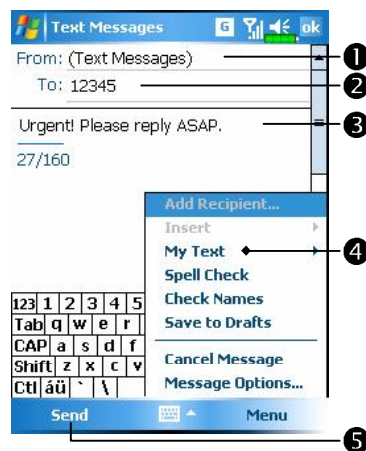 Text Messages G ok
From: (Text Messages) 1
To: 12345 2
Urgent! Please reply ASAP. 3
27/160
Add Recipient...
Insert
My Text 4
Spell Check
Check Names
Save to Drafts
Cancel Message
Message Options...
123 1 2 3 4 5
Tab q w e r
CAP a s d f
Shift z x c v
Ctl áü ` \
Send Menu
5